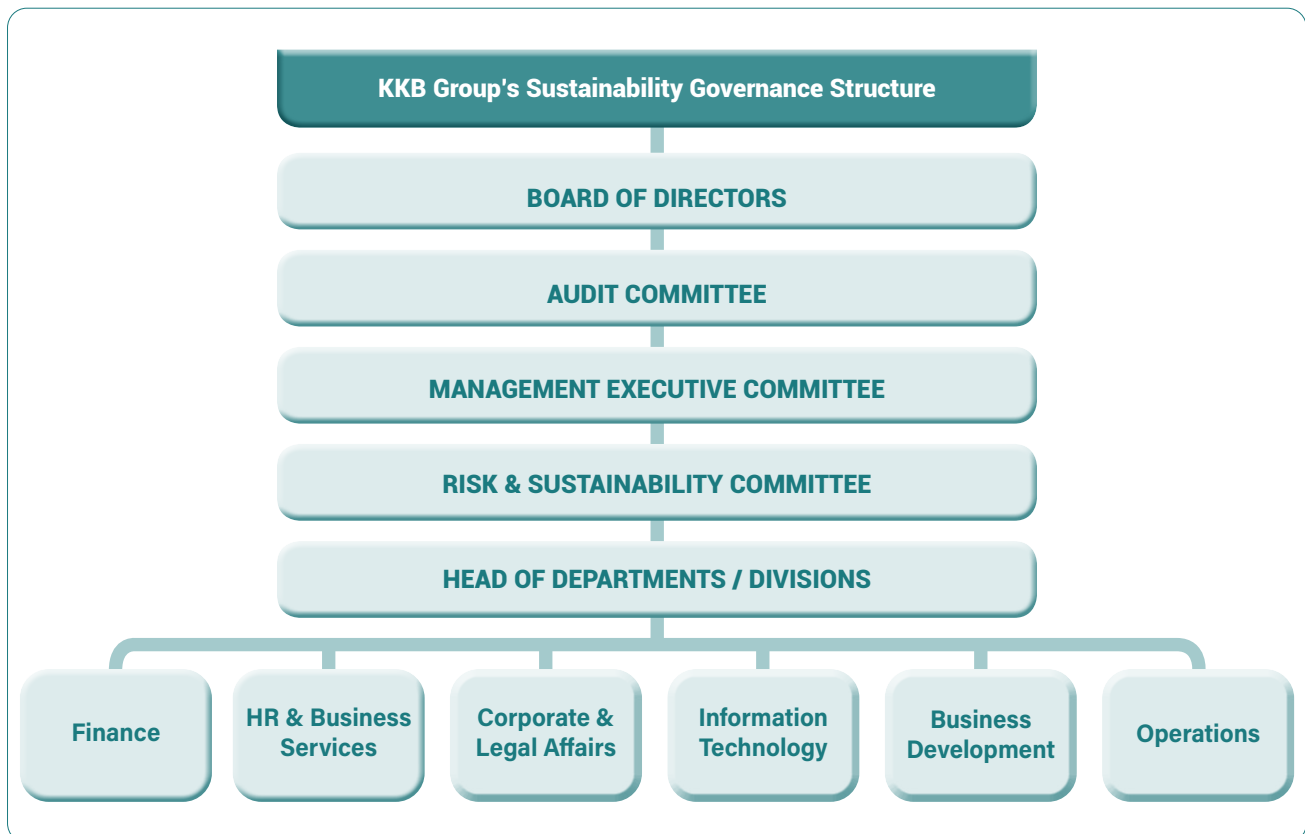 KKB Group's Sustainability Governance Structure
BOARD OF DIRECTORS
AUDIT COMMITTEE
MANAGEMENT EXECUTIVE COMMITTEE
RISK & SUSTAINABILITY COMMITTEE
HEAD OF DEPARTMENTS / DIVISIONS
Finance
HR & Business
Services
Corporate &
Legal Affairs
Information
Technology
Business
Development
Operations